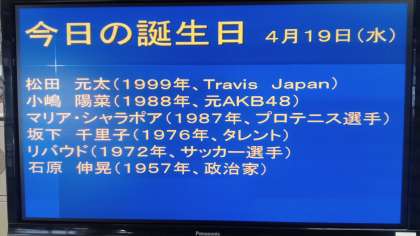 今日の誕生日 4月19日(水)
松田 元太(1999年、Travis Japan)
小嶋 陽菜(1988年、元AKB48)
マリア・シャラポア(1987年、プロテニス選手)
坂下 千里子(1976年、タレント)
リバウド(1972年、サッカー選手)
石原 伸晃(1957年、政治家)
Panasonic